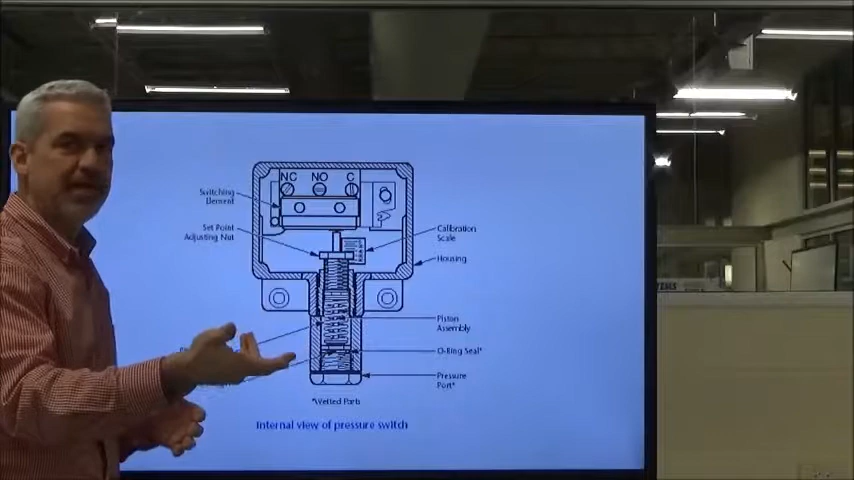 NC NO C
Switching
Element
Set Point
Adjusting Nut
Calibration
Scale
Housing
Piston
Assembly
O-Ring Seal*
Pressure
Port*
*Wetted Parts
Internal view of pressure switch